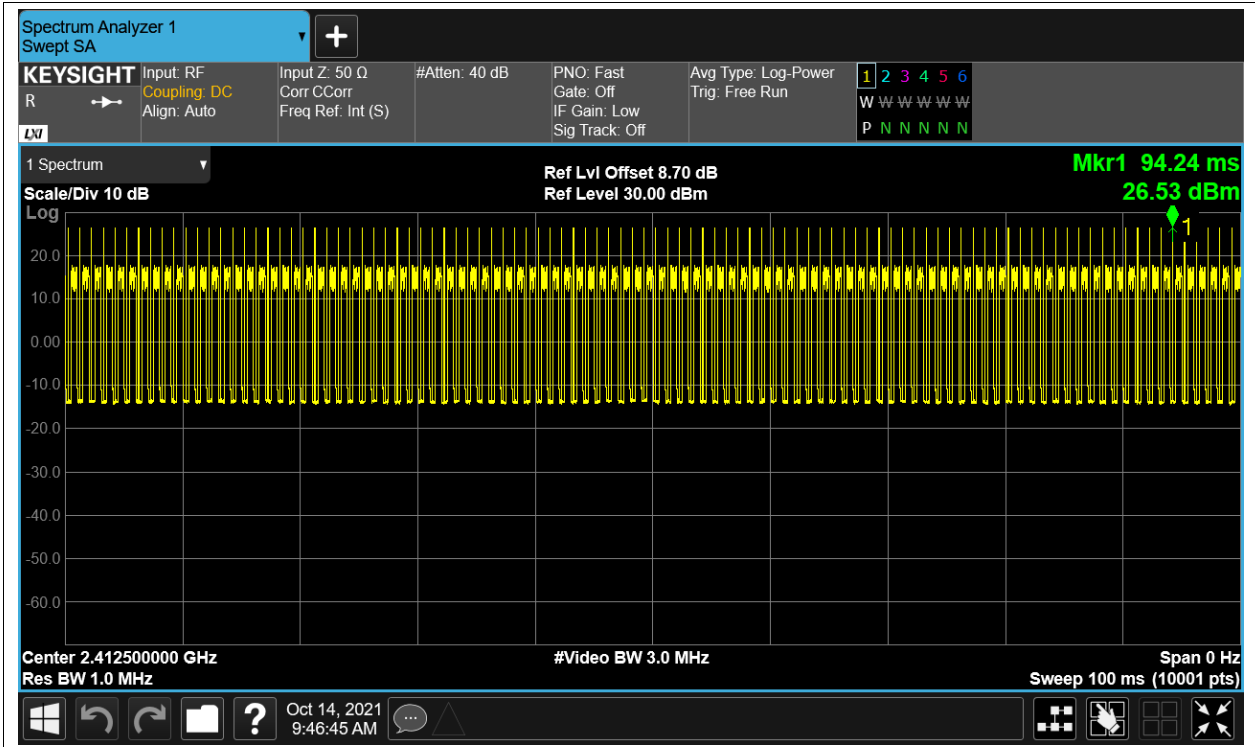 Spectrum Analyzer 1
Swept SA
+
KEYSIGHT
R
LXI
Input: RF
Coupling: DC
Align: Auto
Input Z: 50 Ω
Corr CCorr
Freq Ref: Int (S)
#Atten: 40 dB
PNO: Fast
Gate: Off
IF Gain: Low
Sig Track: Off
Avg Type: Log-Power
Trig: Free Run
1 2 3 4 5 6
W W W W W W
P N N N N N
1 Spectrum
Scale/Div 10 dB
Log
Ref Lvl Offset 8.70 dB
Ref Level 30.00 dBm
Mkr1 94.24 ms
26.53 dBm
1
20.0
10.0
0.00
-10.0
-20.0
-30.0
-40.0
-50.0
-60.0
Center 2.412500000 GHz
#Video BW 3.0 MHz
Span 0 Hz
Res BW 1.0 MHz
Sweep 100 ms (10001 pts)
?
Oct 14, 2021
9:46:45 AM